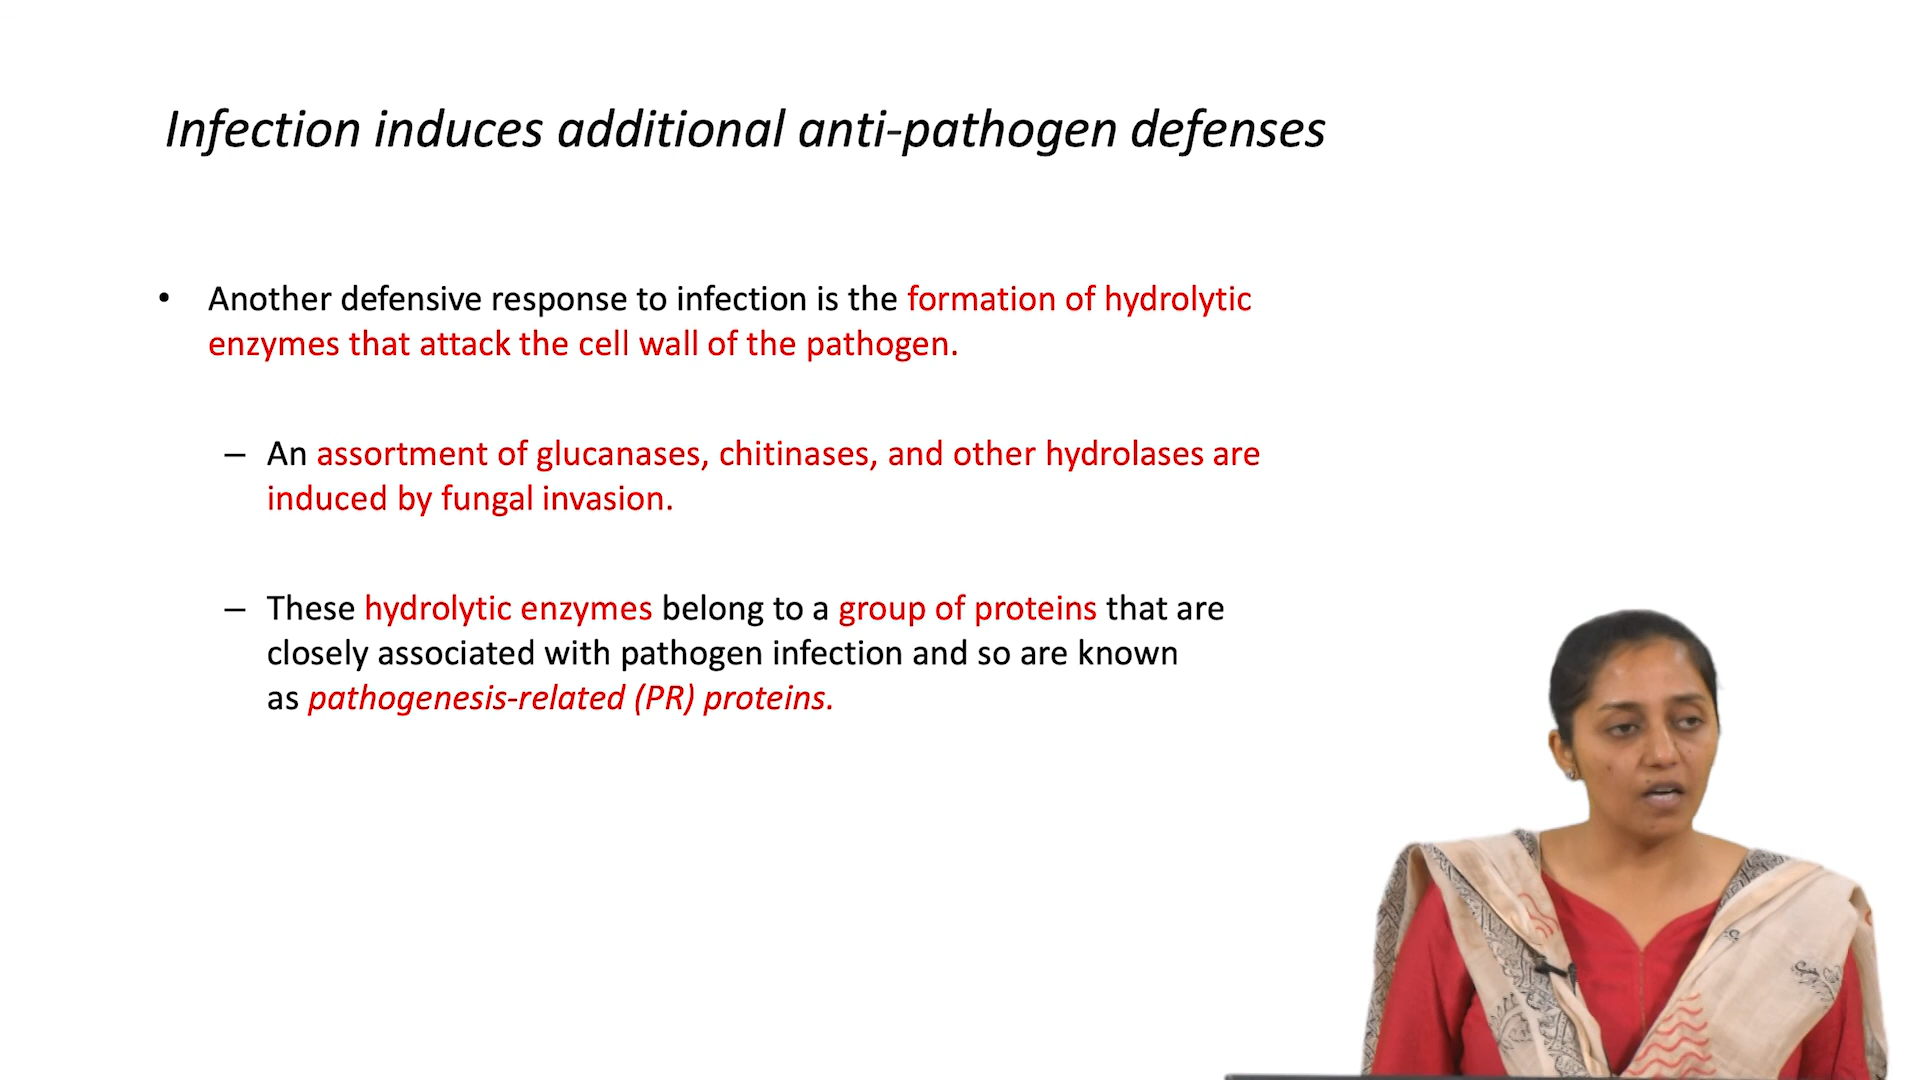 Infection induces additional anti-pathogen defenses
• Another defensive response to infection is the formation of hydrolytic
enzymes that attack the cell wall of the pathogen.
– An assortment of glucanases, chitinases, and other hydrolases are
induced by fungal invasion.
– These hydrolytic enzymes belong to a group of proteins that are
closely associated with pathogen infection and so are known
as pathogenesis-related (PR) proteins.